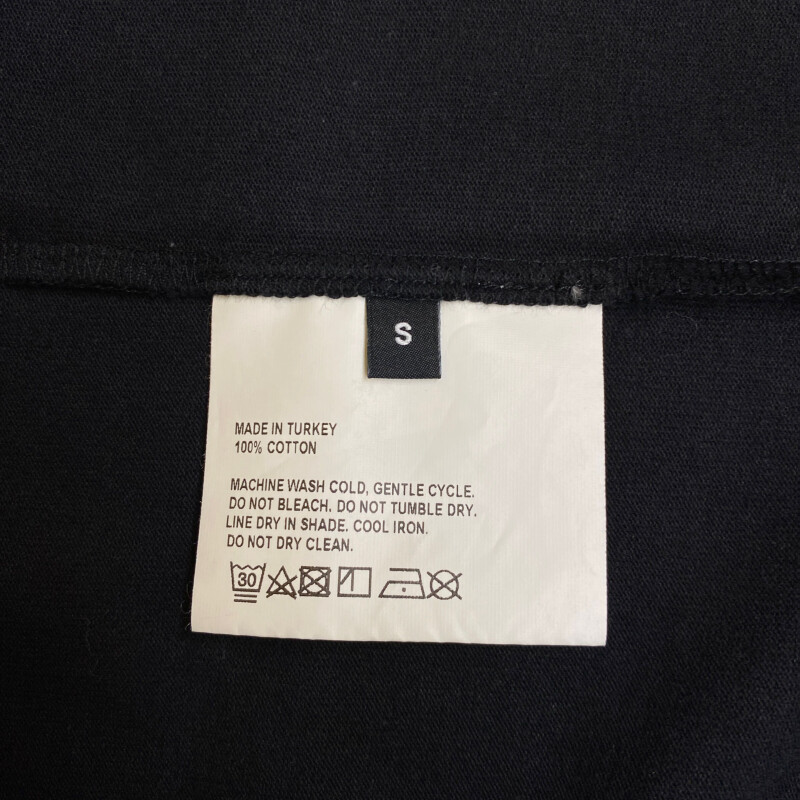 S
MADE IN TURKEY
100% COTTON
MACHINE WASH COLD, GENTLE CYCLE.
DO NOT BLEACH. DO NOT TUMBLE DRY.
LINE DRY IN SHADE. COOL IRON.
DO NOT DRY CLEAN.
30